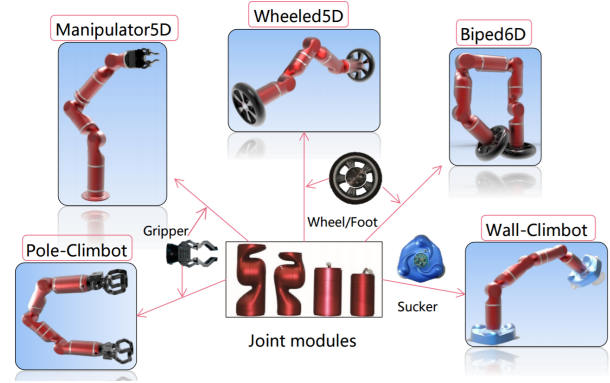 Manipulator5D
Wheeled5D
Biped6D
Gripper
Wheel/Foot
Pole-Climbot
Wall-Climbot
Sucker
Joint modules